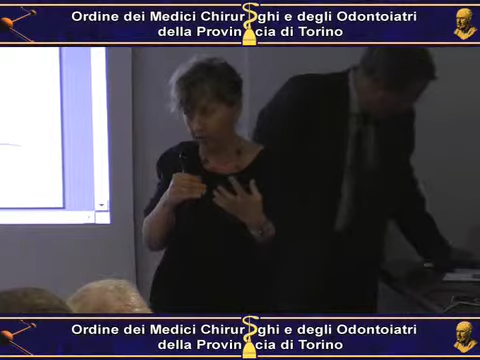 Ordine dei Medici Chirurghi e degli Odontoiatri
della Provincia di Torino
Ordine dei Medici Chirurghi e degli Odontoiatri
della Provincia di Torino